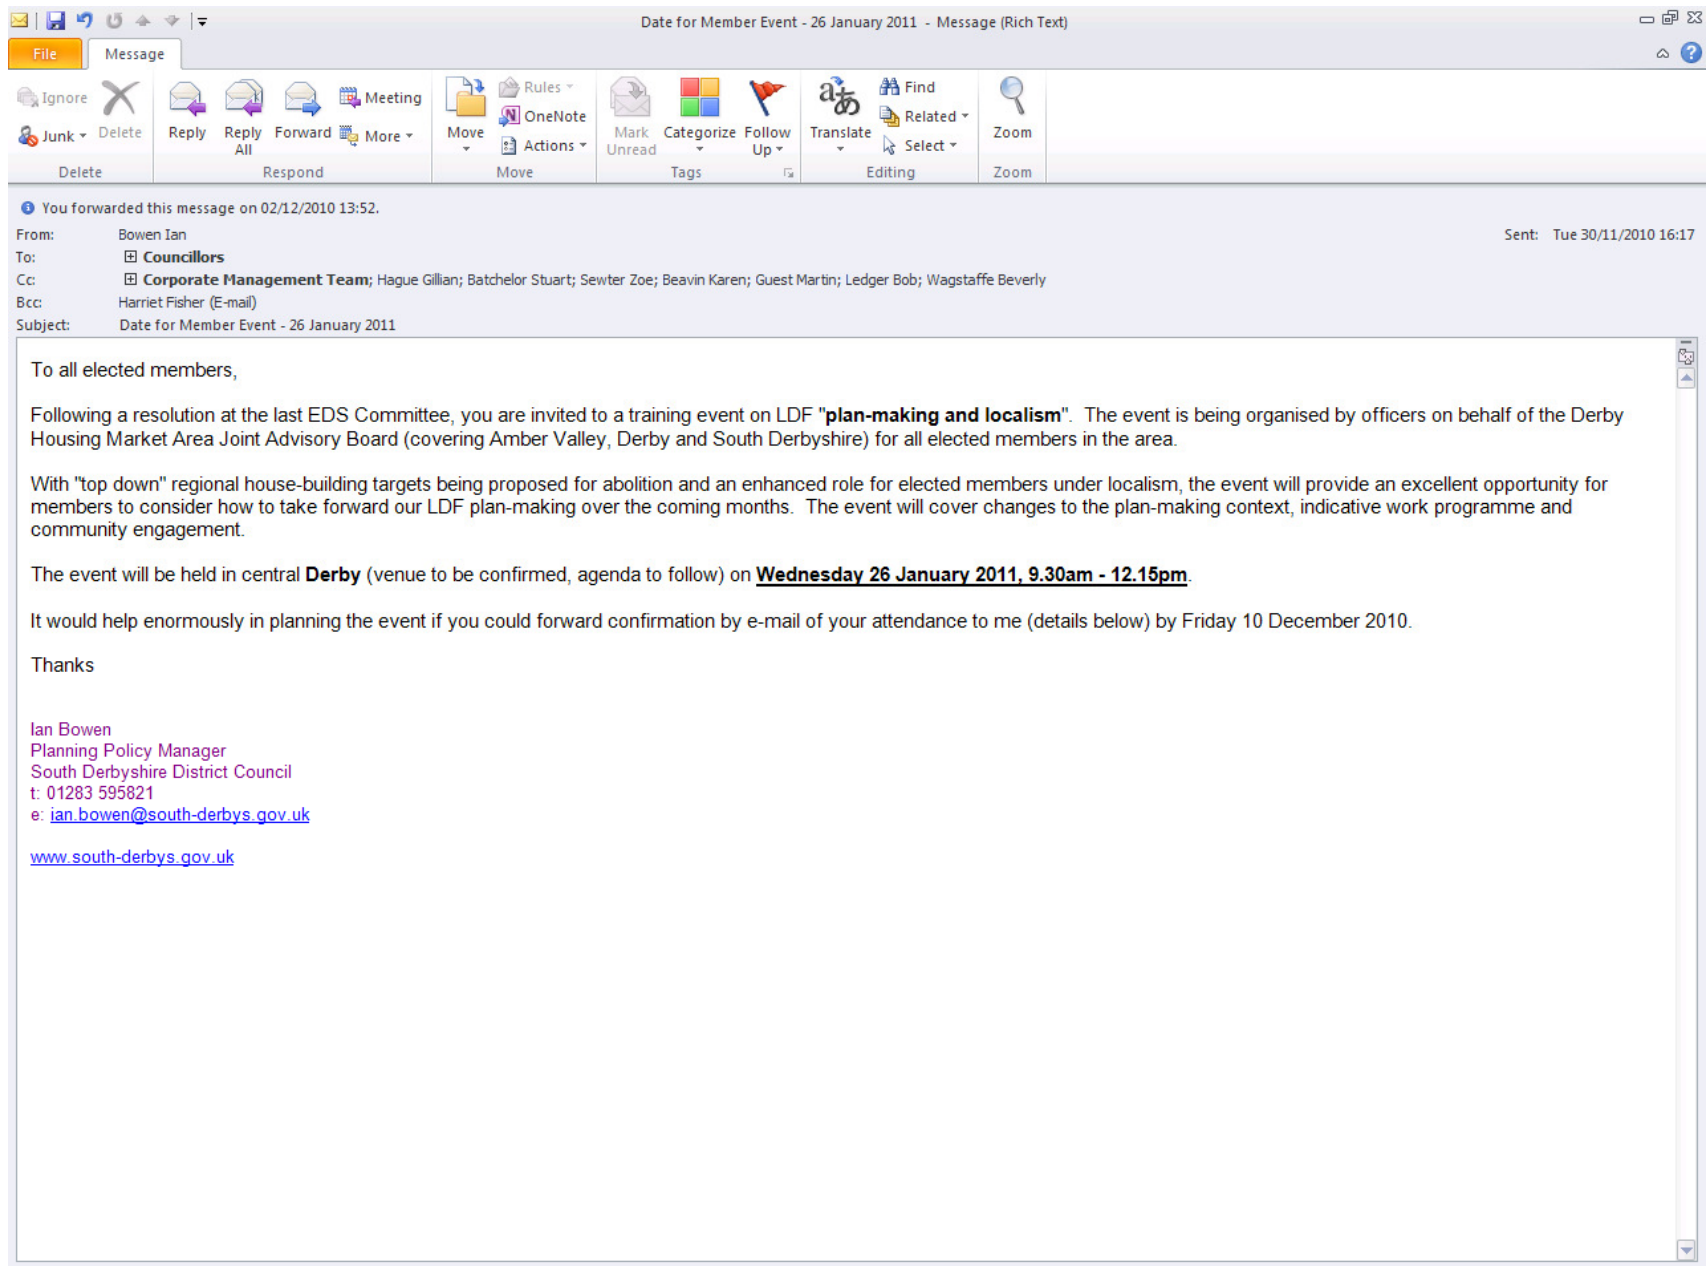 Date for Member Event - 26 January 2011 - Message (Rich Text)
File Message
Ignore
Junk
Delete
Reply
Reply All
Forward
Meeting
More
Move
Rules
OneNote
Actions
Mark Unread
Categorize
Follow Up
Translate
Find
Related
Select
Zoom
Delete Respond Move Tags Editing Zoom
You forwarded this message on 02/12/2010 13:52.
From: Bowen Ian Sent: Tue 30/11/2010 16:17
To: Councillors
Cc: Corporate Management Team; Hague Gillian; Batchelor Stuart; Sewter Zoe; Beavin Karen; Guest Martin; Ledger Bob; Wagstaffe Beverly
Bcc: Harriet Fisher (E-mail)
Subject: Date for Member Event - 26 January 2011
To all elected members,
Following a resolution at the last EDS Committee, you are invited to a training event on LDF "plan-making and localism". The event is being organised by officers on behalf of the Derby
Housing Market Area Joint Advisory Board (covering Amber Valley, Derby and South Derbyshire) for all elected members in the area.
With "top down" regional house-building targets being proposed for abolition and an enhanced role for elected members under localism, the event will provide an excellent opportunity for
members to consider how to take forward our LDF plan-making over the coming months. The event will cover changes to the plan-making context, indicative work programme and
community engagement.
The event will be held in central Derby (venue to be confirmed, agenda to follow) on Wednesday 26 January 2011, 9.30am - 12.15pm.
It would help enormously in planning the event if you could forward confirmation by e-mail of your attendance to me (details below) by Friday 10 December 2010.
Thanks
Ian Bowen
Planning Policy Manager
South Derbyshire District Council
t: 01283 595821
e: ian.bowen@south-derbys.gov.uk
www.south-derbys.gov.uk